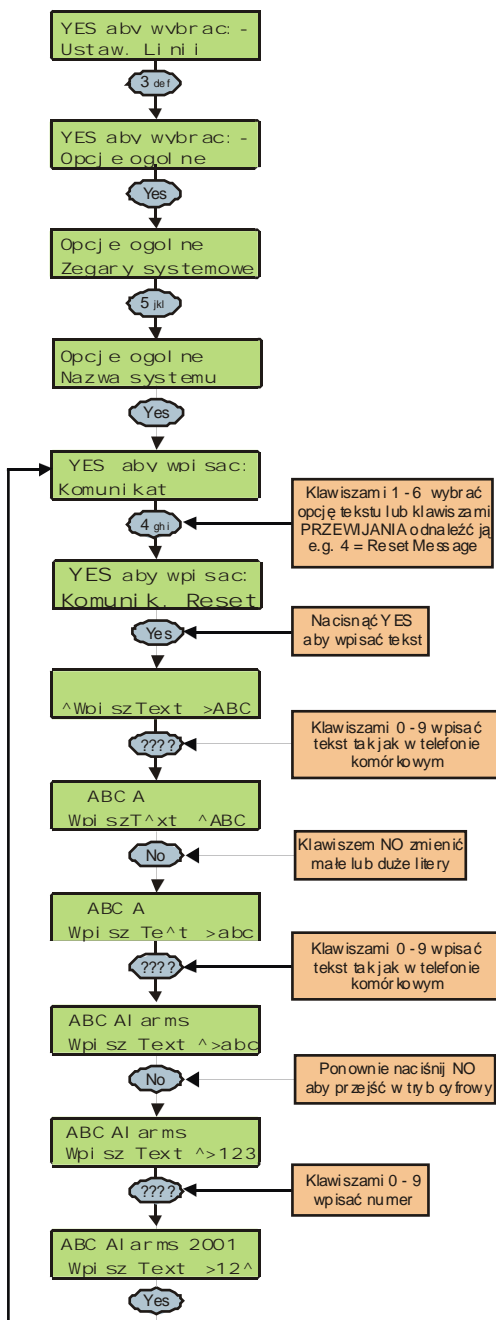 YES abv wvbrac: -
Ustaw. Linii
3 def
YES aby wybrac: -
Opcje ogolne
Yes
Opcje ogolne
Zegary systemowe
5 jkl
Opcje ogolne
Nazwa systemu
Yes
YES abv wpisac:
Komunikat
4 ghi
Klawiszami 1 - 6 wybrać
opcję tekstu lub klawiszami
PRZEWIJANIA odnaleźć ją
e.g. 4 = Reset Message
YES aby wpisac:
Komunik. Reset
Yes
Nacisnąć YES
aby wpisać tekst
^Wpisz Text >ABC
????
Klawiszami 0 - 9 wpisać
tekst tak jak w telefonie
komórkowym
ABC A
Wpisz T^xt ^ABC
No
Klawiszem NO zmienić
małe lub duże litery
ABC A
Wpisz Te^t >abc
????
Klawiszami 0 - 9 wpisać
tekst tak jak w telefonie
komórkowym
ABC Alarms
Wpisz Text ^>abc
No
Ponownie naciśnij NO
aby przejść w tryb cyfrowy
ABC Alarms
Wpisz Text ^>123
????
Klawiszami 0 - 9
wpisać numer
ABC Alarms 2001
Wpisz Text >12^
Yes